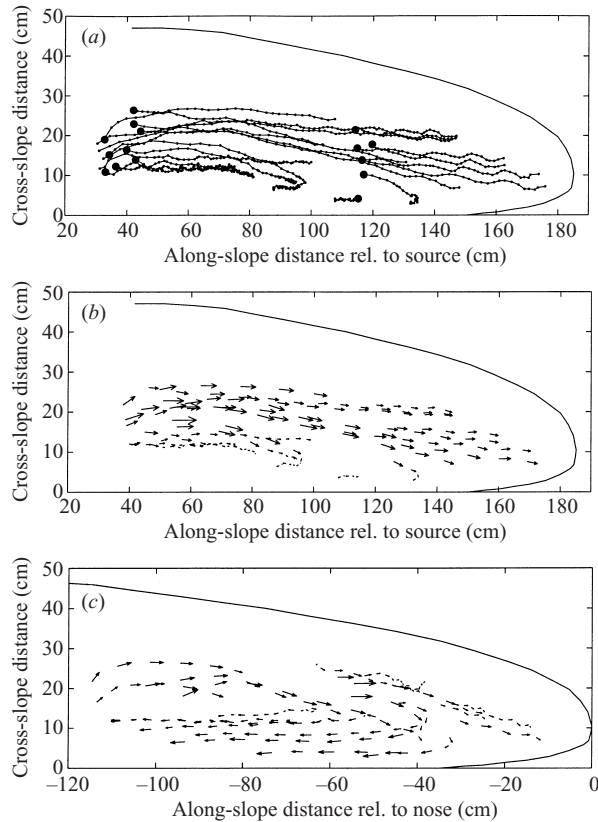 50
(a)
40
30
20
10
0
Cross-slope distance (cm)
20 40 60 80 100 120 140 160 180
Along-slope distance rel. to source (cm)
50
(b)
40
30
20
10
0
Cross-slope distance (cm)
20 40 60 80 100 120 140 160 180
Along-slope distance rel. to source (cm)
50
(c)
40
30
20
10
0
Cross-slope distance (cm)
−120 −100 −80 −60 −40 −20 0
Along-slope distance rel. to nose (cm)